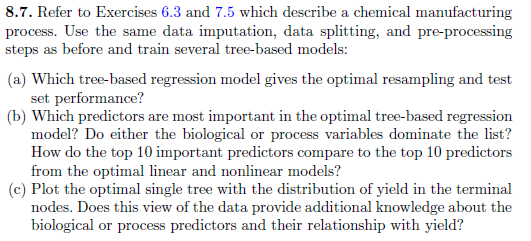 8.7. Refer to Exercises 6.3 and 7.5 which describe a chemical manufacturing
process. Use the same data imputation, data splitting, and pre-processing
steps as before and train several tree-based models:
(a) Which tree-based regression model gives the optimal resampling and test
set performance?
(b) Which predictors are most important in the optimal tree-based regression
model? Do either the biological or process variables dominate the list?
How do the top 10 important predictors compare to the top 10 predictors
from the optimal linear and nonlinear models?
(c) Plot the optimal single tree with the distribution of yield in the terminal
nodes. Does this view of the data provide additional knowledge about the
biological or process predictors and their relationship with yield?